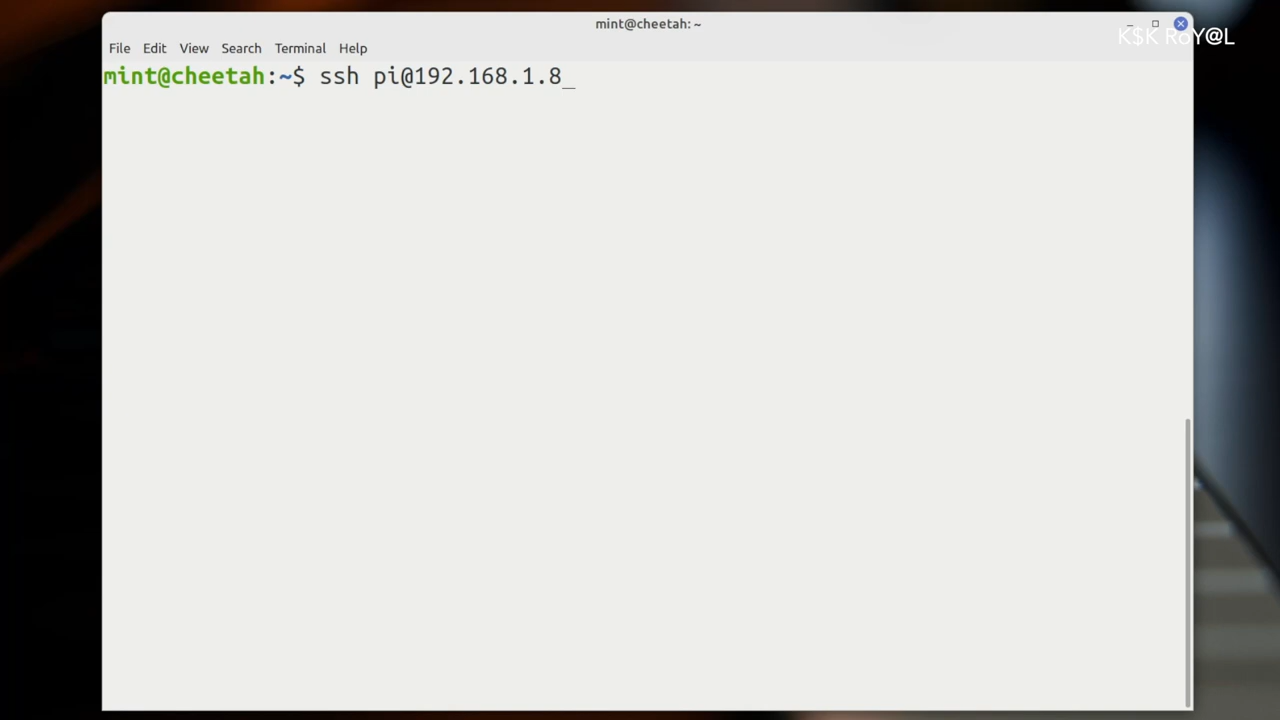 mint@cheetah: ~
K$K RoY@L
File Edit View Search Terminal Help
mint@cheetah:~$ ssh pi@192.168.1.8_